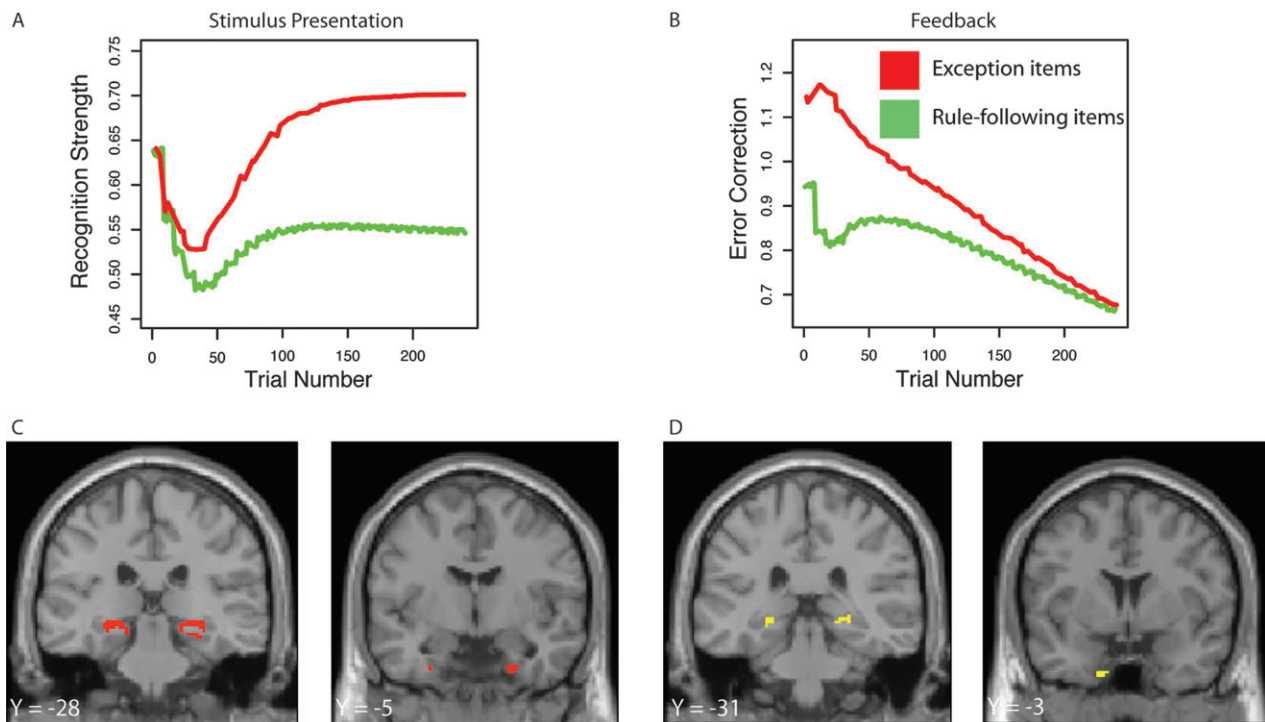 A
Stimulus Presentation
Recognition Strength
0.75
0.70
0.65
0.60
0.55
0.50
0.45
0
50
100
150
200
Trial Number
B
Feedback
Exception items
Rule-following items
Error Correction
1.2
1.1
1.0
0.9
0.8
0.7
0
50
100
150
200
Trial Number
C
Y = -28
Y = -5
D
Y = -31
Y = -3